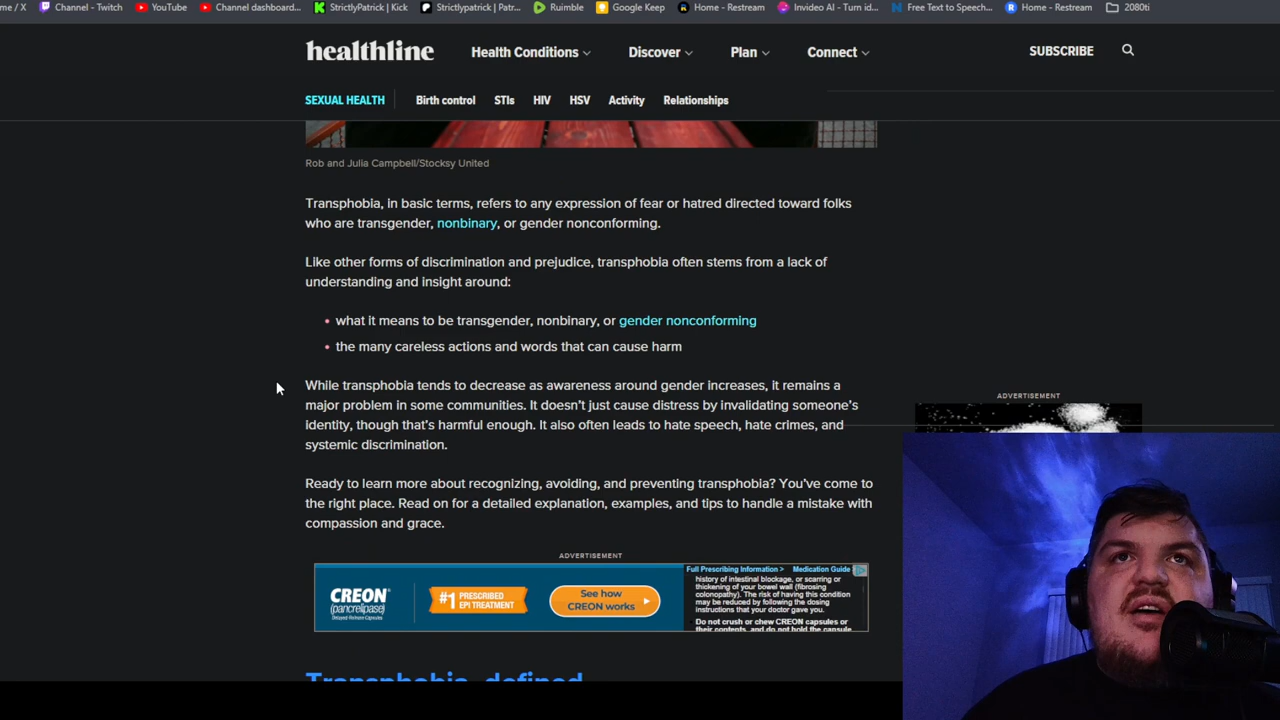 me / X Channel - Twitch YouTube Channel dashboard... StrictlyPatrick | Kick Strictlypatrick | Patr... Rumble Google Keep Home - Restream Invideo AI - Turn id... Free Text to Speech... Home - Restream 2080ti
healthline Health Conditions Discover Plan Connect SUBSCRIBE
SEXUAL HEALTH Birth control STIs HIV HSV Activity Relationships
Rob and Julia Campbell/Stocksy United
Transphobia, in basic terms, refers to any expression of fear or hatred directed toward folks
who are transgender, nonbinary, or gender nonconforming.
Like other forms of discrimination and prejudice, transphobia often stems from a lack of
understanding and insight around:
• what it means to be transgender, nonbinary, or gender nonconforming
• the many careless actions and words that can cause harm
While transphobia tends to decrease as awareness around gender increases, it remains a
major problem in some communities. It doesn’t just cause distress by invalidating someone’s
identity, though that’s harmful enough. It also often leads to hate speech, hate crimes, and
systemic discrimination.
ADVERTISEMENT
Ready to learn more about recognizing, avoiding, and preventing transphobia? You’ve come to
the right place. Read on for a detailed explanation, examples, and tips to handle a mistake with
compassion and grace.
ADVERTISEMENT
CREON
(pancrelipase)
Delayed-Release Capsules
#1 PRESCRIBED
EPI TREATMENT
See how
CREON works
Full Prescribing Information > Medication Guide
history of intestinal blockage, or scarring or
thickening of your bowel wall (fibrosing
colonopathy). The risk of having this condition
may be reduced by following the dosing
instructions that your doctor gave you.
Do not crush or chew CREON capsules or
their contents, and do not hold the capsule
Transphobia, defined